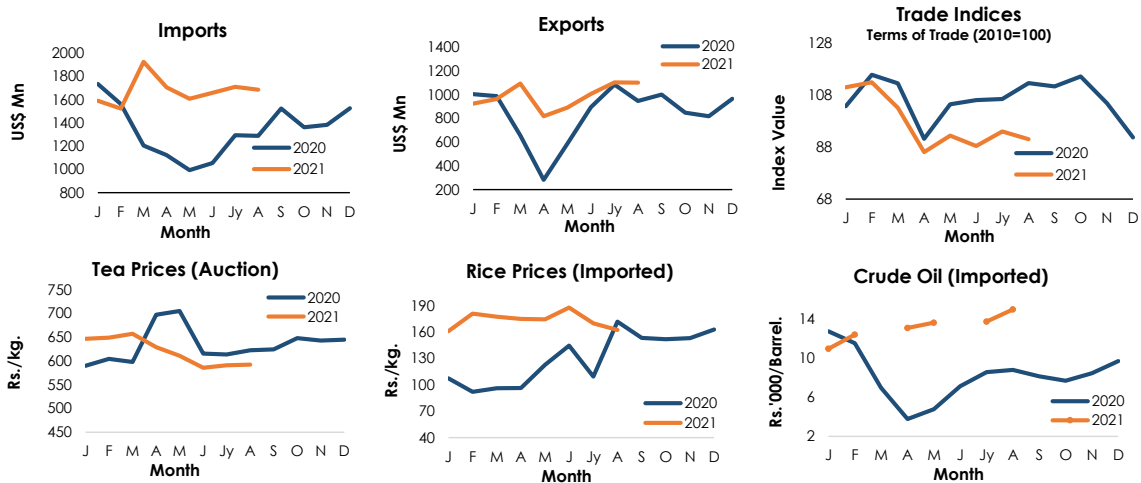 Imports
US$ Mn
2000
1800
1600
1400
1200
1000
800
J F M A M J Jy A S O N D
Month
2020
2021
Exports
US$ Mn
1400
1200
1000
800
600
400
200
J F M A M J Jy A S O N D
Month
2020
2021
Trade Indices
Terms of Trade (2010=100)
Index Value
128
108
88
68
J F M A M J Jy A S O N D
Month
2020
2021
Tea Prices (Auction)
Rs./kg.
750
700
650
600
550
500
450
J F M A M J Jy A S O N D
Month
2020
2021
Rice Prices (Imported)
Rs./kg.
190
160
130
100
70
40
J F M A M J Jy A S O N D
Month
2020
2021
Crude Oil (Imported)
Rs.'000/Barrel.
14
10
6
2
J F M A M J Jy A S O N D
Month
2020
2021